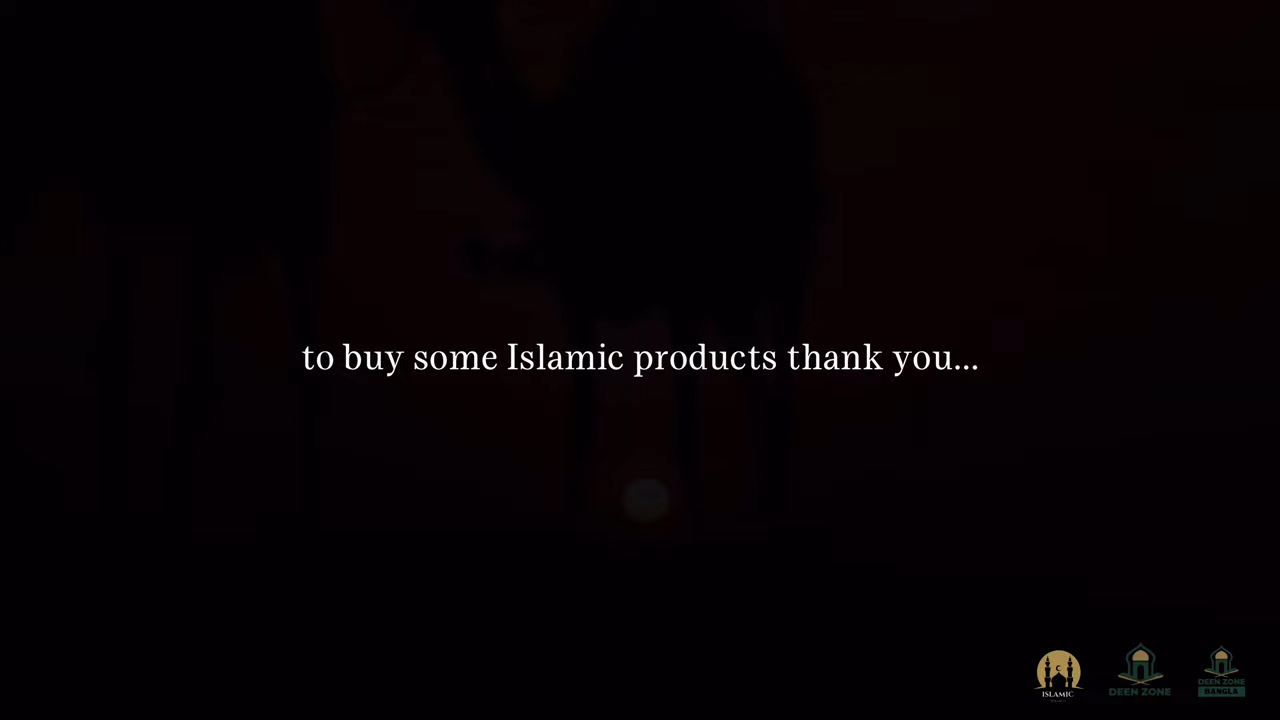 to buy some Islamic products thank you...
ISLAMIC
DEEN ZONE
DEEN ZONE
BANGLA